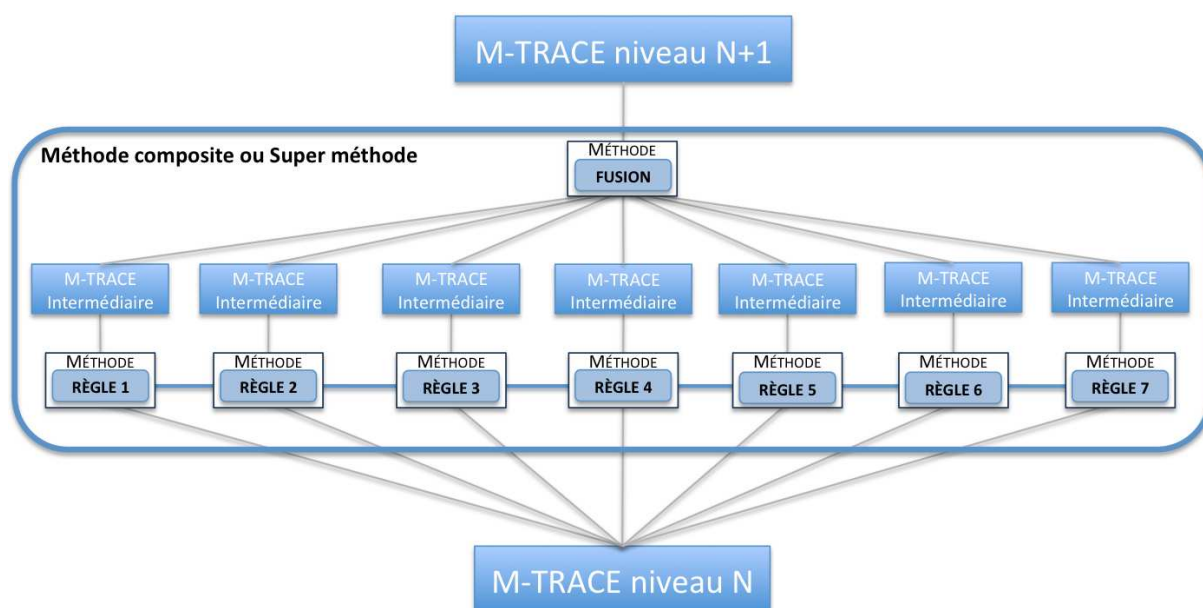 M-TRACE niveau N+1
Méthode composite ou Super méthode
MÉTHODE
FUSION
M-TRACE
Intermédiaire
M-TRACE
Intermédiaire
M-TRACE
Intermédiaire
M-TRACE
Intermédiaire
M-TRACE
Intermédiaire
M-TRACE
Intermédiaire
M-TRACE
Intermédiaire
MÉTHODE
RÈGLE 1
MÉTHODE
RÈGLE 2
MÉTHODE
RÈGLE 3
MÉTHODE
RÈGLE 4
MÉTHODE
RÈGLE 5
MÉTHODE
RÈGLE 6
MÉTHODE
RÈGLE 7
M-TRACE niveau N